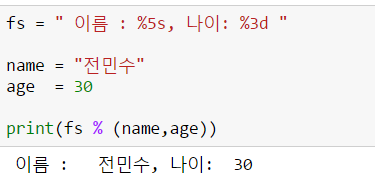 fs = " 이름 : %5s, 나이: %3d "
name = "전민수"
age  = 30
print(fs % (name,age))
 이름 :   전민수, 나이:  30